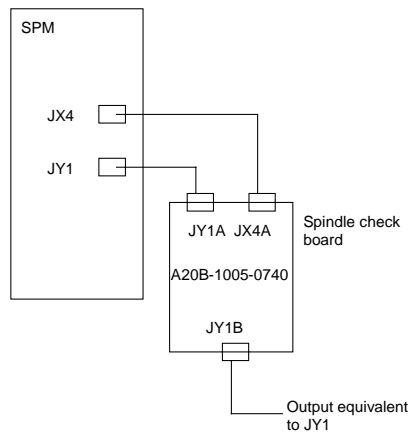 SPM
JX4
JY1
JY1A JX4A
Spindle check
board
A20B-1005-0740
JY1B
Output equivalent
to JY1